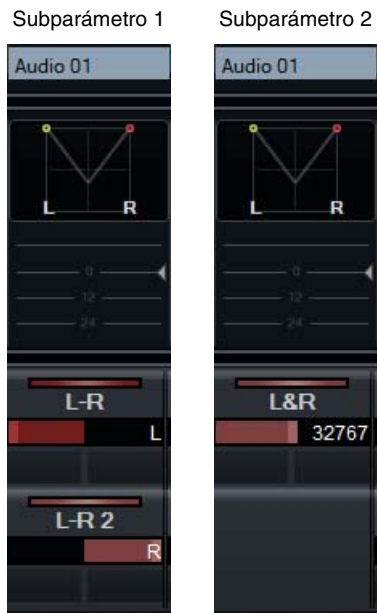 Subparámetro 1
Audio 01
L R
0
12
24
L-R
L
L-R 2
R
Subparámetro 2
Audio 01
L R
0
12
24
L&R
32767